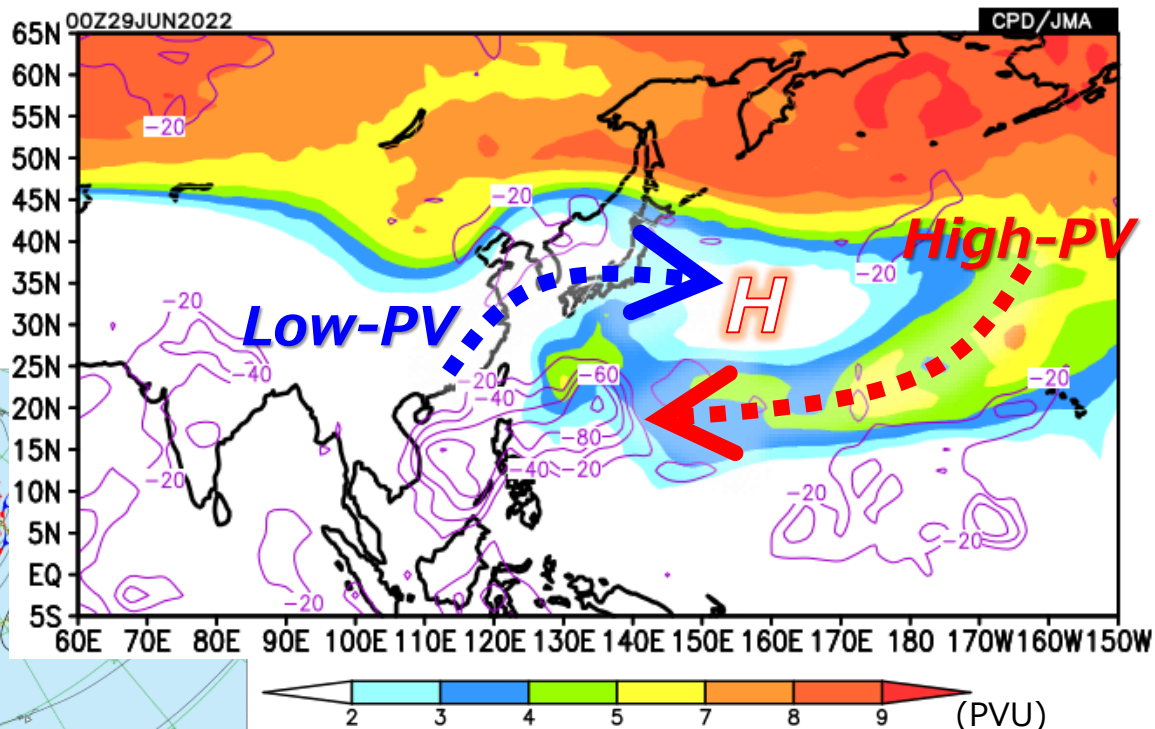 00Z29JUN2022
CPD/JMA
65N
60N
55N
50N
45N
40N
35N
30N
25N
20N
15N
10N
5N
EQ
5S
-20
-20
-20
High-PV
Low-PV
H
-20
-40
-20
-40
-60
-20
-80
-40
-20
-20
-20
-20
-20
60E 70E 80E 90E 100E 110E 120E 130E 140E 150E 160E 170E 180 170W 160W 150W
2 3 4 5 7 8 9 (PVU)